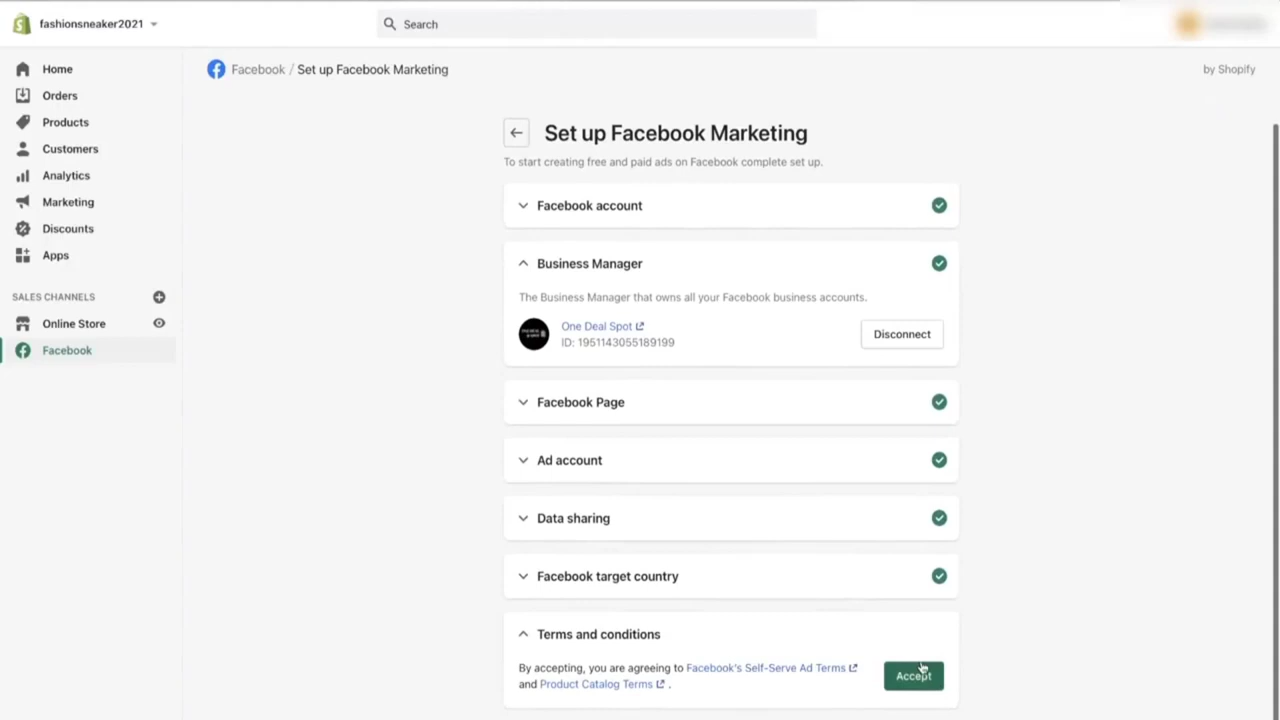 fashionsneaker2021
Search
Home
Orders
Products
Customers
Analytics
Marketing
Discounts
Apps
SALES CHANNELS
Online Store
Facebook
Facebook / Set up Facebook Marketing
by Shopify
Set up Facebook Marketing
To start creating free and paid ads on Facebook complete set up.
Facebook account
Business Manager
The Business Manager that owns all your Facebook business accounts.
One Deal Spot
ID: 1951143055189199
Disconnect
Facebook Page
Ad account
Data sharing
Facebook target country
Terms and conditions
By accepting, you are agreeing to Facebook's Self-Serve Ad Terms
and Product Catalog Terms .
Accept